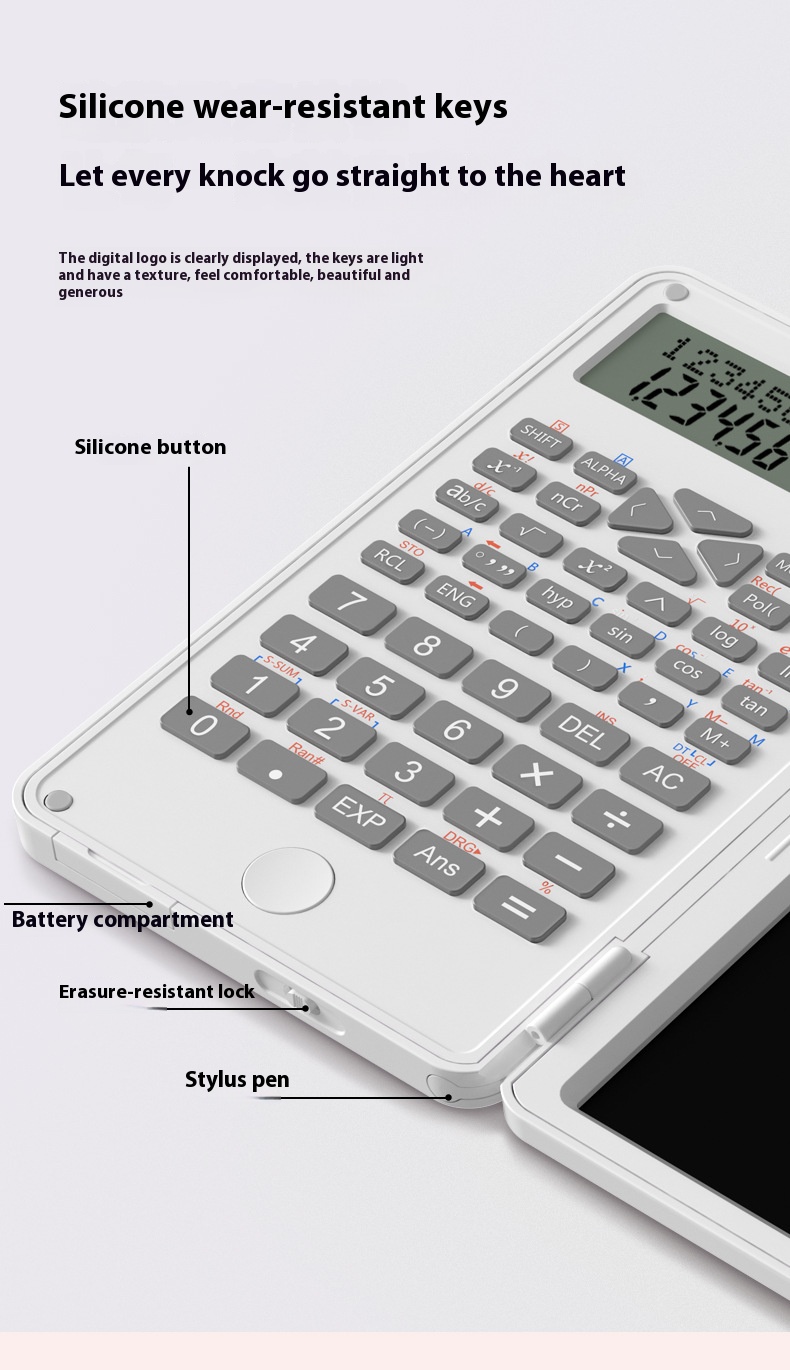 Silicone wear-resistant keys
Let every knock go straight to the heart
The digital logo is clearly displayed, the keys are light
and have a texture, feel comfortable, beautiful and
generous
Silicone button
SHIFT
S
ALPHA
A
x⁻¹
x!
nCr
nPr
ab/c
d/c
√
x²
(−)
A
° ’ ”
B
hyp
C
^
Pol(
Rec(
RCL
STO
ENG
(
sin
D
log
10ˣ
)
X
cos
E
tan
tan⁻¹
,
Y
M+
M−
M
7
8
9
DEL
INS
AC
OFF
4
5
6
×
÷
1
S-SUM
2
S-VAR
3
+
−
0
Rnd
.
Ran#
EXP
π
Ans
DRG▶
=
%
Battery compartment
Erasure-resistant lock
Stylus pen